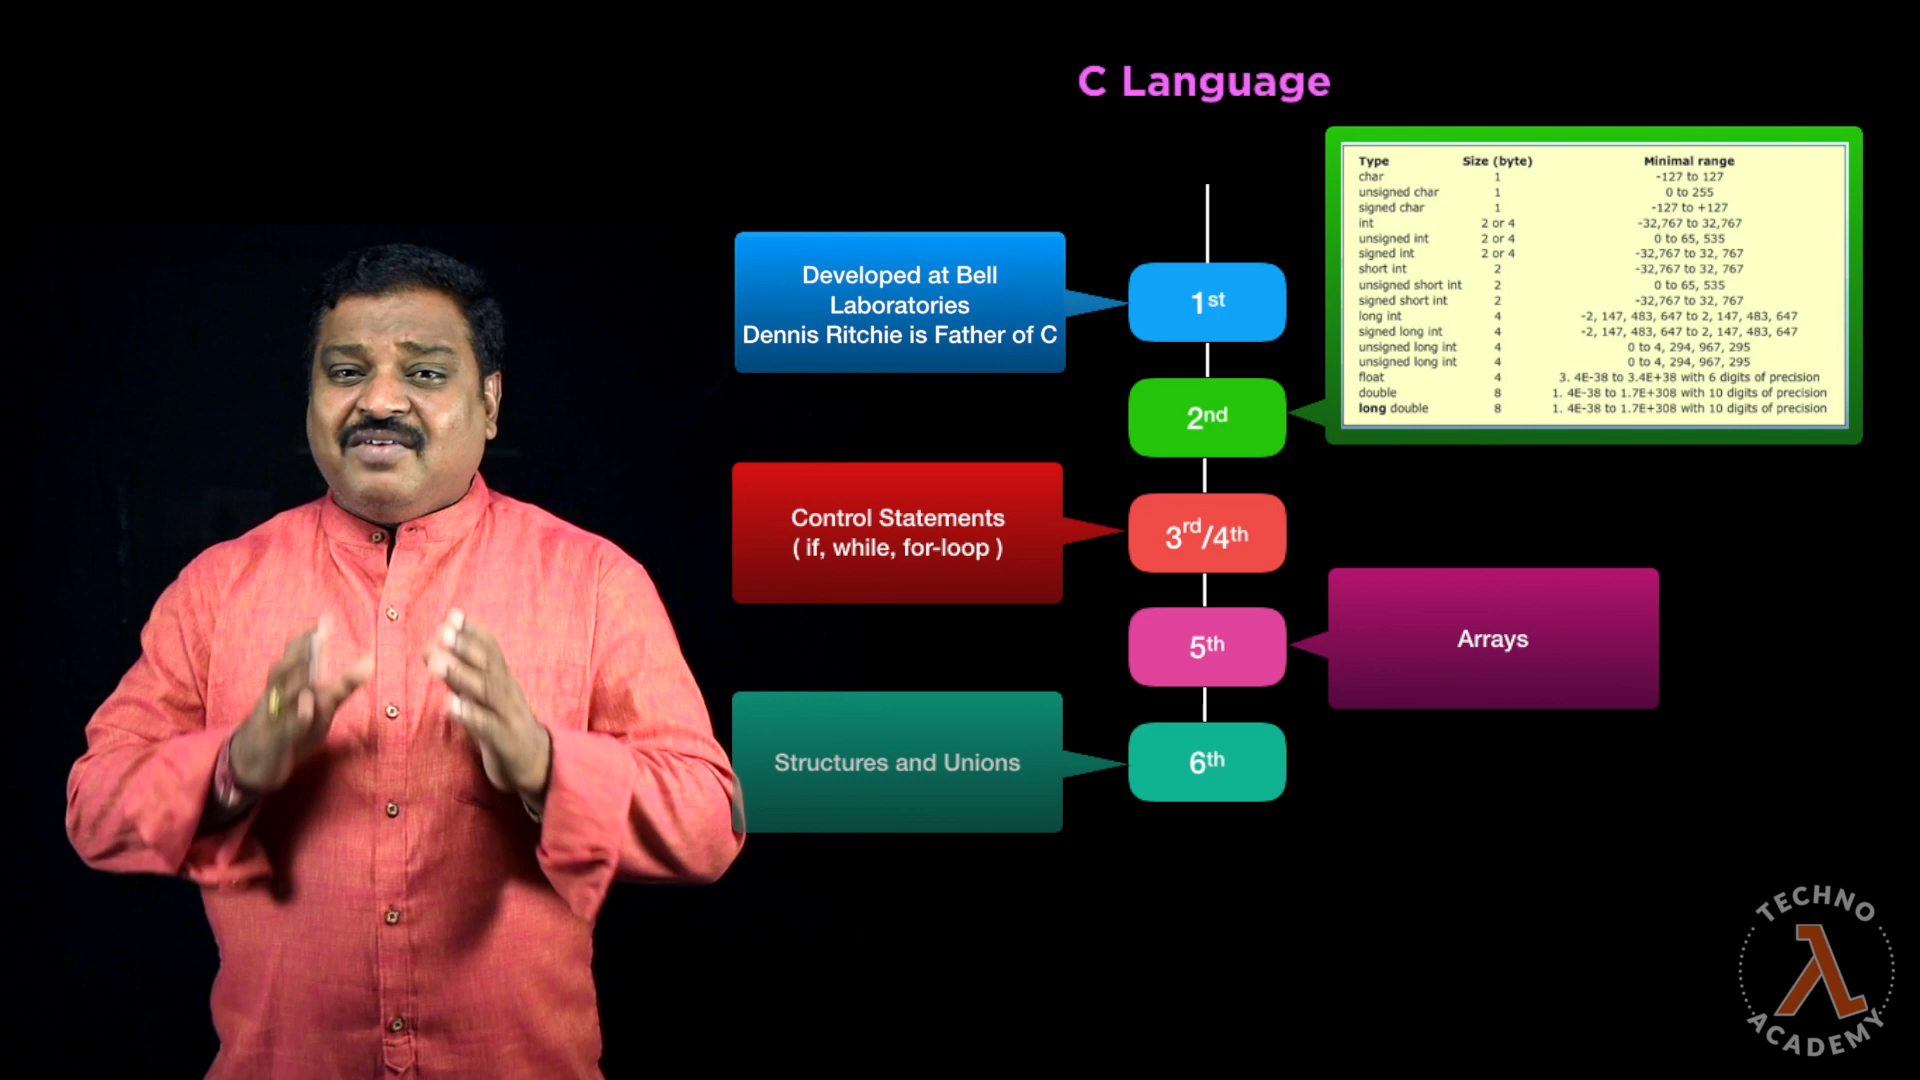 C Language
Developed at Bell
Laboratories
Dennis Ritchie is Father of C
1st
Type Size (byte) Minimal range
char 1 -127 to 127
unsigned char 1 0 to 255
signed char 1 -127 to +127
int 2 or 4 -32,767 to 32,767
unsigned int 2 or 4 0 to 65, 535
signed int 2 or 4 -32,767 to 32, 767
short int 2 -32,767 to 32, 767
unsigned short int 2 0 to 65, 535
signed short int 2 -32,767 to 32, 767
long int 4 -2, 147, 483, 647 to 2, 147, 483, 647
signed long int 4 -2, 147, 483, 647 to 2, 147, 483, 647
unsigned long int 4 0 to 4, 294, 967, 295
unsigned long int 4 0 to 4, 294, 967, 295
float 4 3. 4E-38 to 3.4E+38 with 6 digits of precision
double 8 1. 4E-38 to 1.7E+308 with 10 digits of precision
long double 8 1. 4E-38 to 1.7E+308 with 10 digits of precision
2nd
Control Statements
( if, while, for-loop )
3rd/4th
5th
Arrays
Structures and Unions
6th
TECHNO
ACADEMY